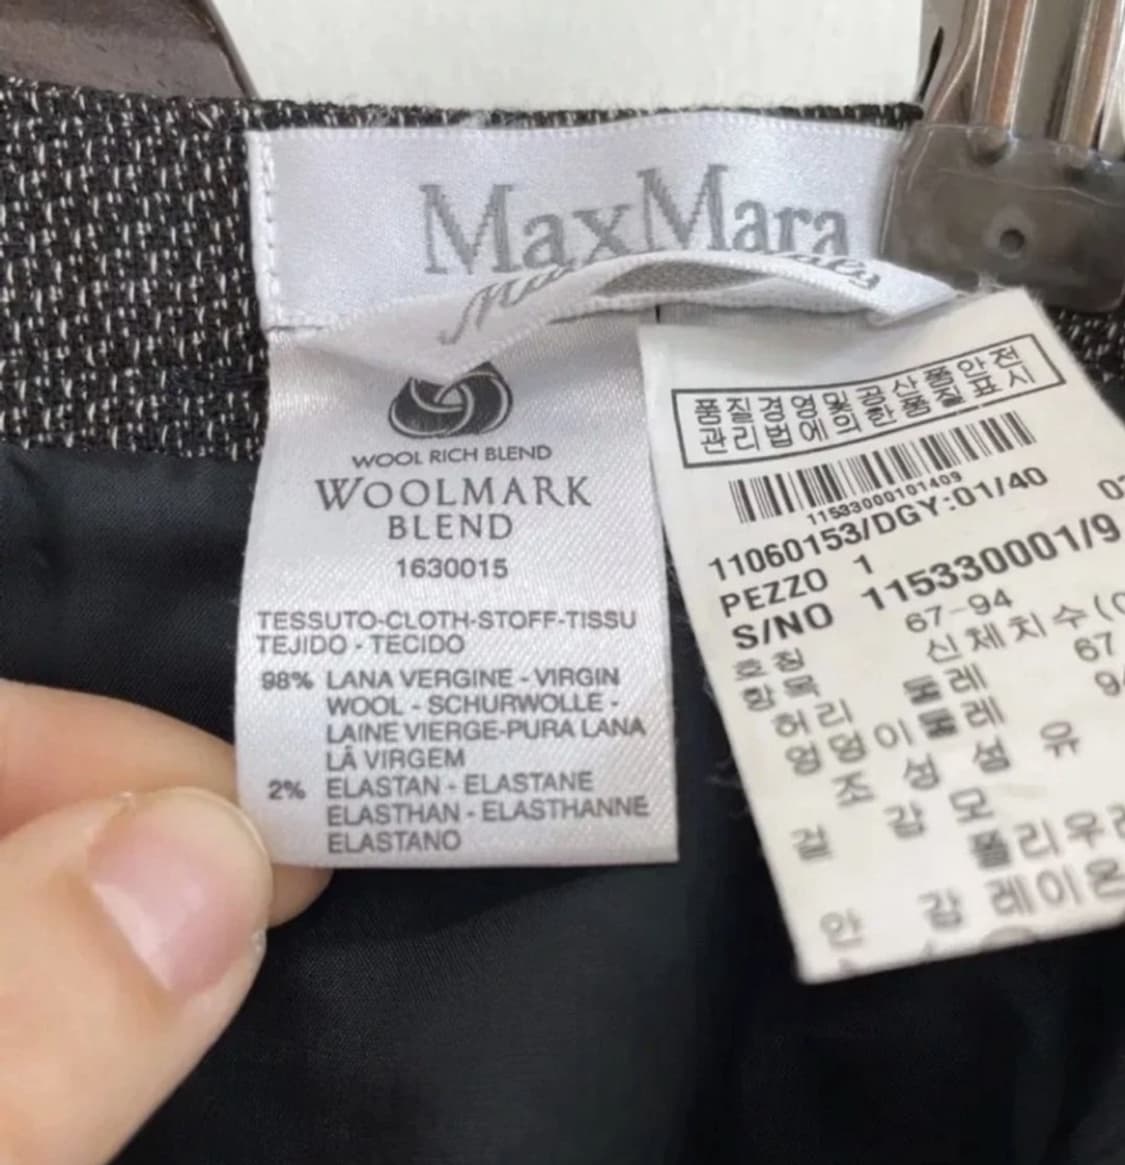 MaxMara
WOOL RICH BLEND
WOOLMARK
BLEND
1630015
TESSUTO-CLOTH-STOFF-TISSU
TEJIDO - TECIDO
98% LANA VERGINE - VIRGIN
WOOL - SCHURWOLLE -
LAINE VIERGE-PURA LANA
LÂ VIRGEM
2% ELASTAN - ELASTANE
ELASTHAN - ELASTHANNE
ELASTANO
품질경영및공산품안전
관리법에의한품질표시
11533000101409
11060153/DGY:01/40
PEZZO 1
S/NO 115330001/9
호칭 67-94
항목 신체치수
허리 둘레 67
엉덩이둘레
조 성 섬 유
겉 감 모
폴리우레
안 감 레이온